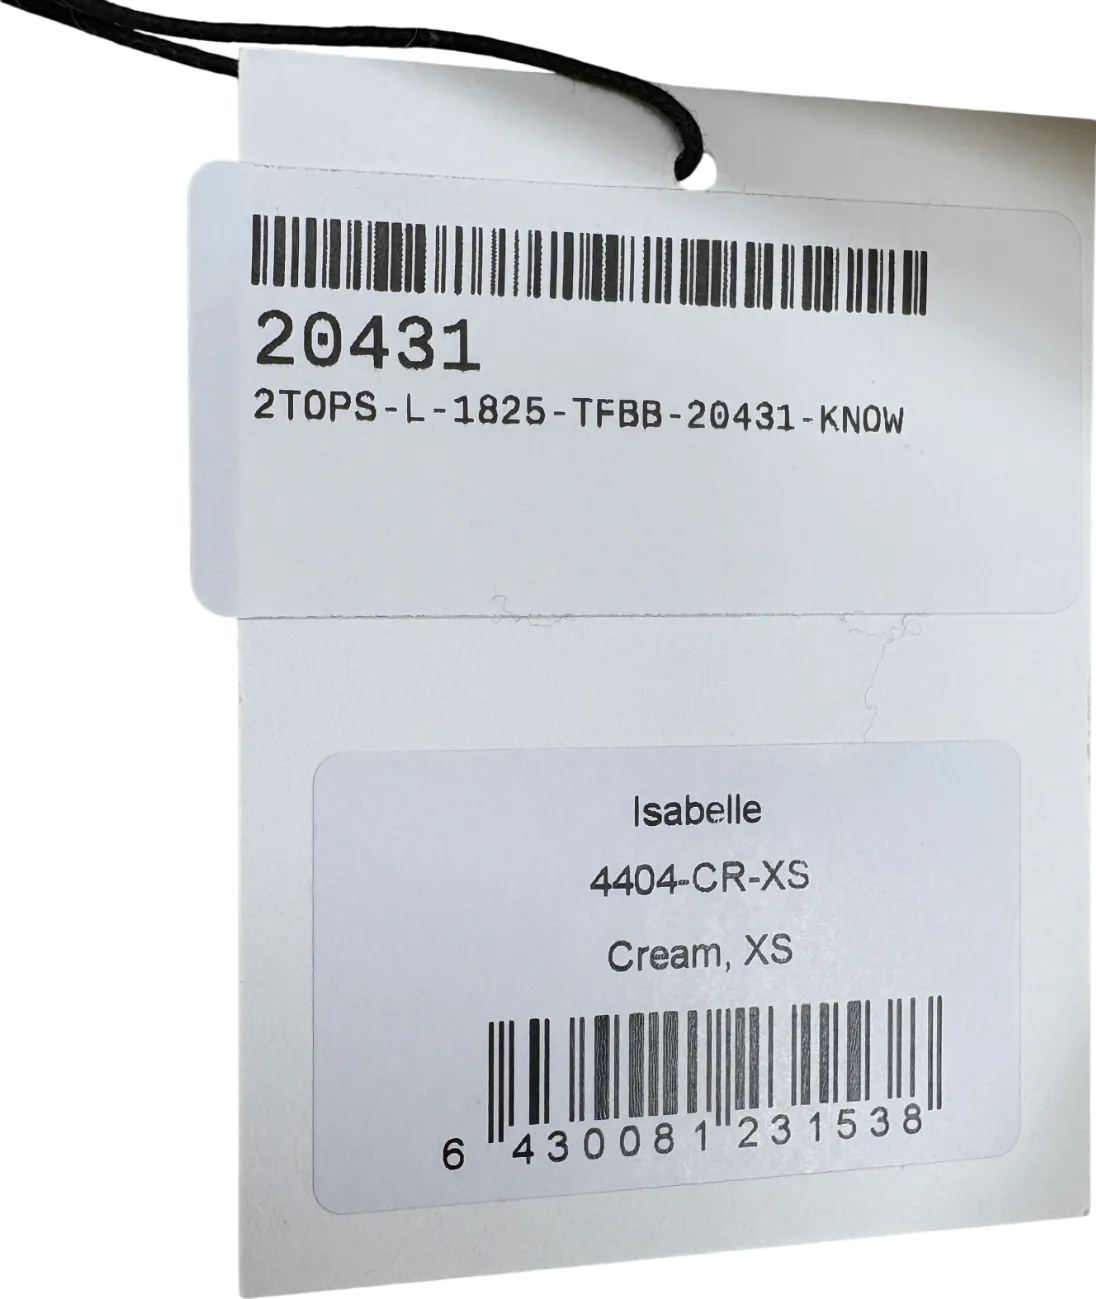 20431
2TOPS-L-1825-TFBB-20431-KNOW
Isabelle
4404-CR-XS
Cream, XS
6 430081 231538